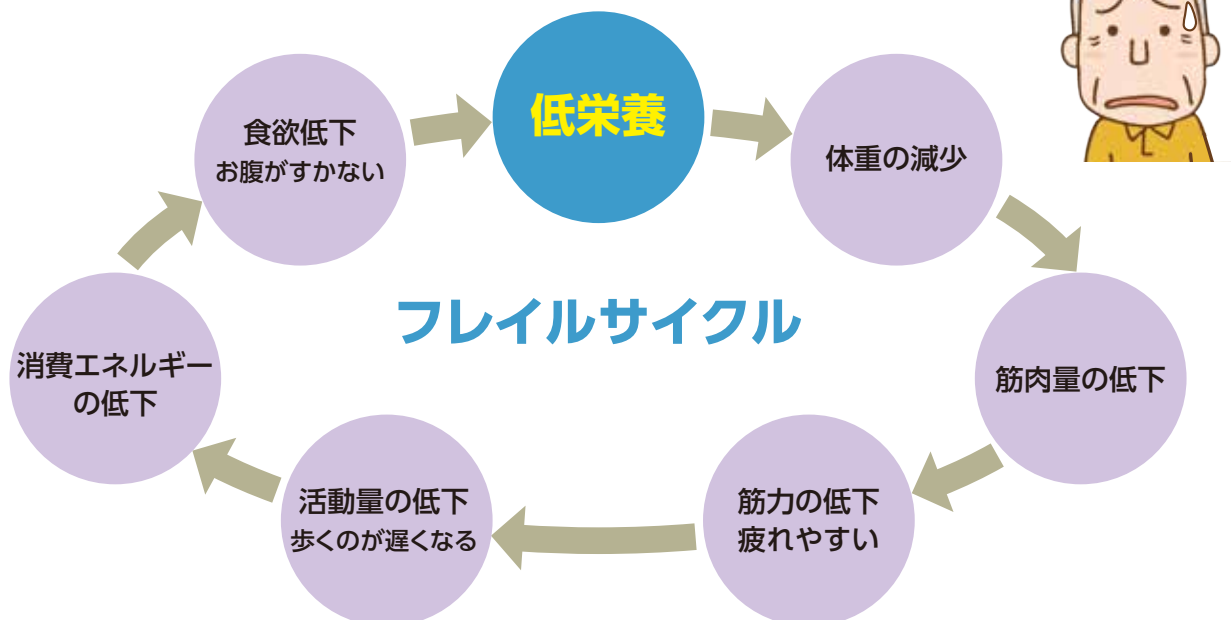 低栄養
体重の減少
筋肉量の低下
筋力の低下
疲れやすい
活動量の低下
歩くのが遅くなる
消費エネルギー
の低下
食欲低下
お腹がすかない
フレイルサイクル